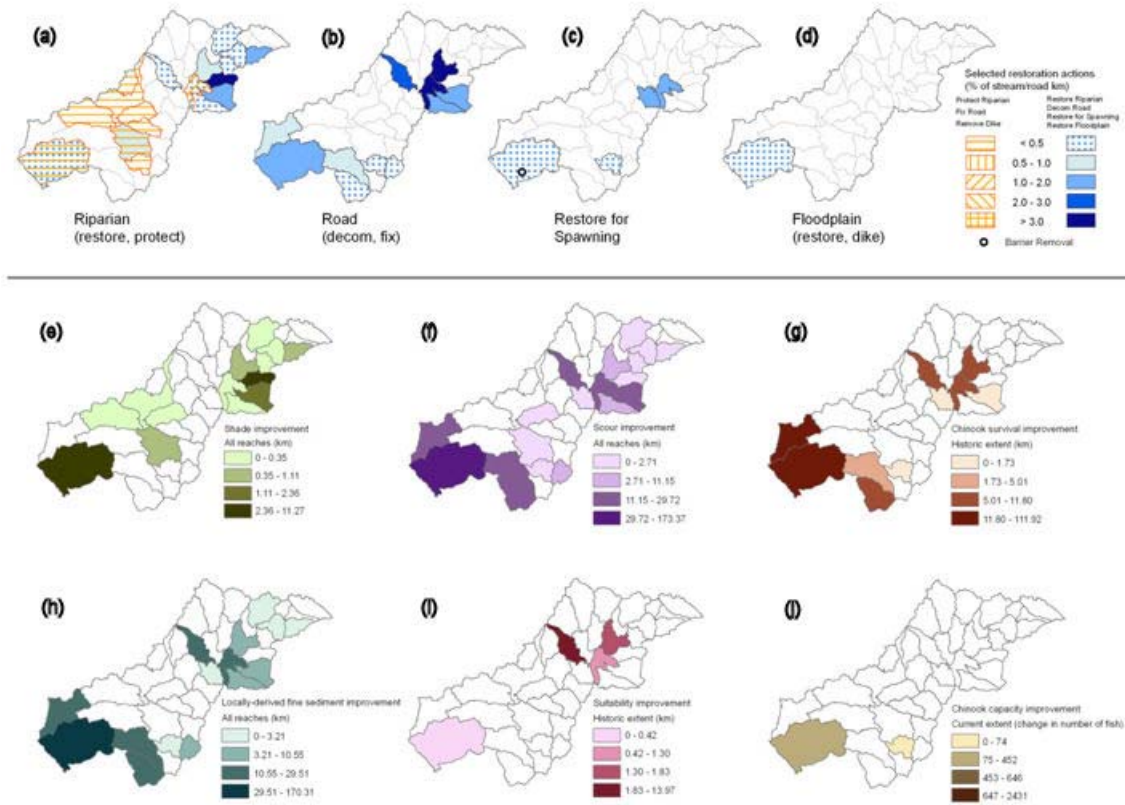 (a)
(b)
(c)
(d)
Riparian
(restore, protect)
Road
(decom, fix)
Restore for
Spawning
Floodplain
(restore, dike)
Selected restoration actions
(% of stream/road km)
Protect Riparian
Fix Road
Remove Dike
Restore Riparian
Decom Road
Restore for Spawning
Restore Floodplain
< 0.5
0.5 - 1.0
1.0 - 2.0
2.0 - 3.0
> 3.0
Barrier Removal
(e)
Shade improvement
All reaches (km)
0 - 0.35
0.35 - 1.11
1.11 - 2.36
2.36 - 11.27
(f)
Scour improvement
All reaches (km)
0 - 2.71
2.71 - 11.15
11.15 - 29.72
29.72 - 173.37
(g)
Chinook survival improvement
Historic extent (km)
0 - 1.73
1.73 - 5.01
5.01 - 11.80
11.80 - 111.92
(h)
Locally-derived fine sediment improvement
All reaches (km)
0 - 3.21
3.21 - 10.55
10.55 - 29.51
29.51 - 170.31
(i)
Suitability improvement
Historic extent (km)
0 - 0.42
0.42 - 1.30
1.30 - 1.83
1.83 - 13.97
(j)
Chinook capacity improvement
Current extent (change in number of fish)
0 - 74
75 - 452
453 - 646
647 - 2431